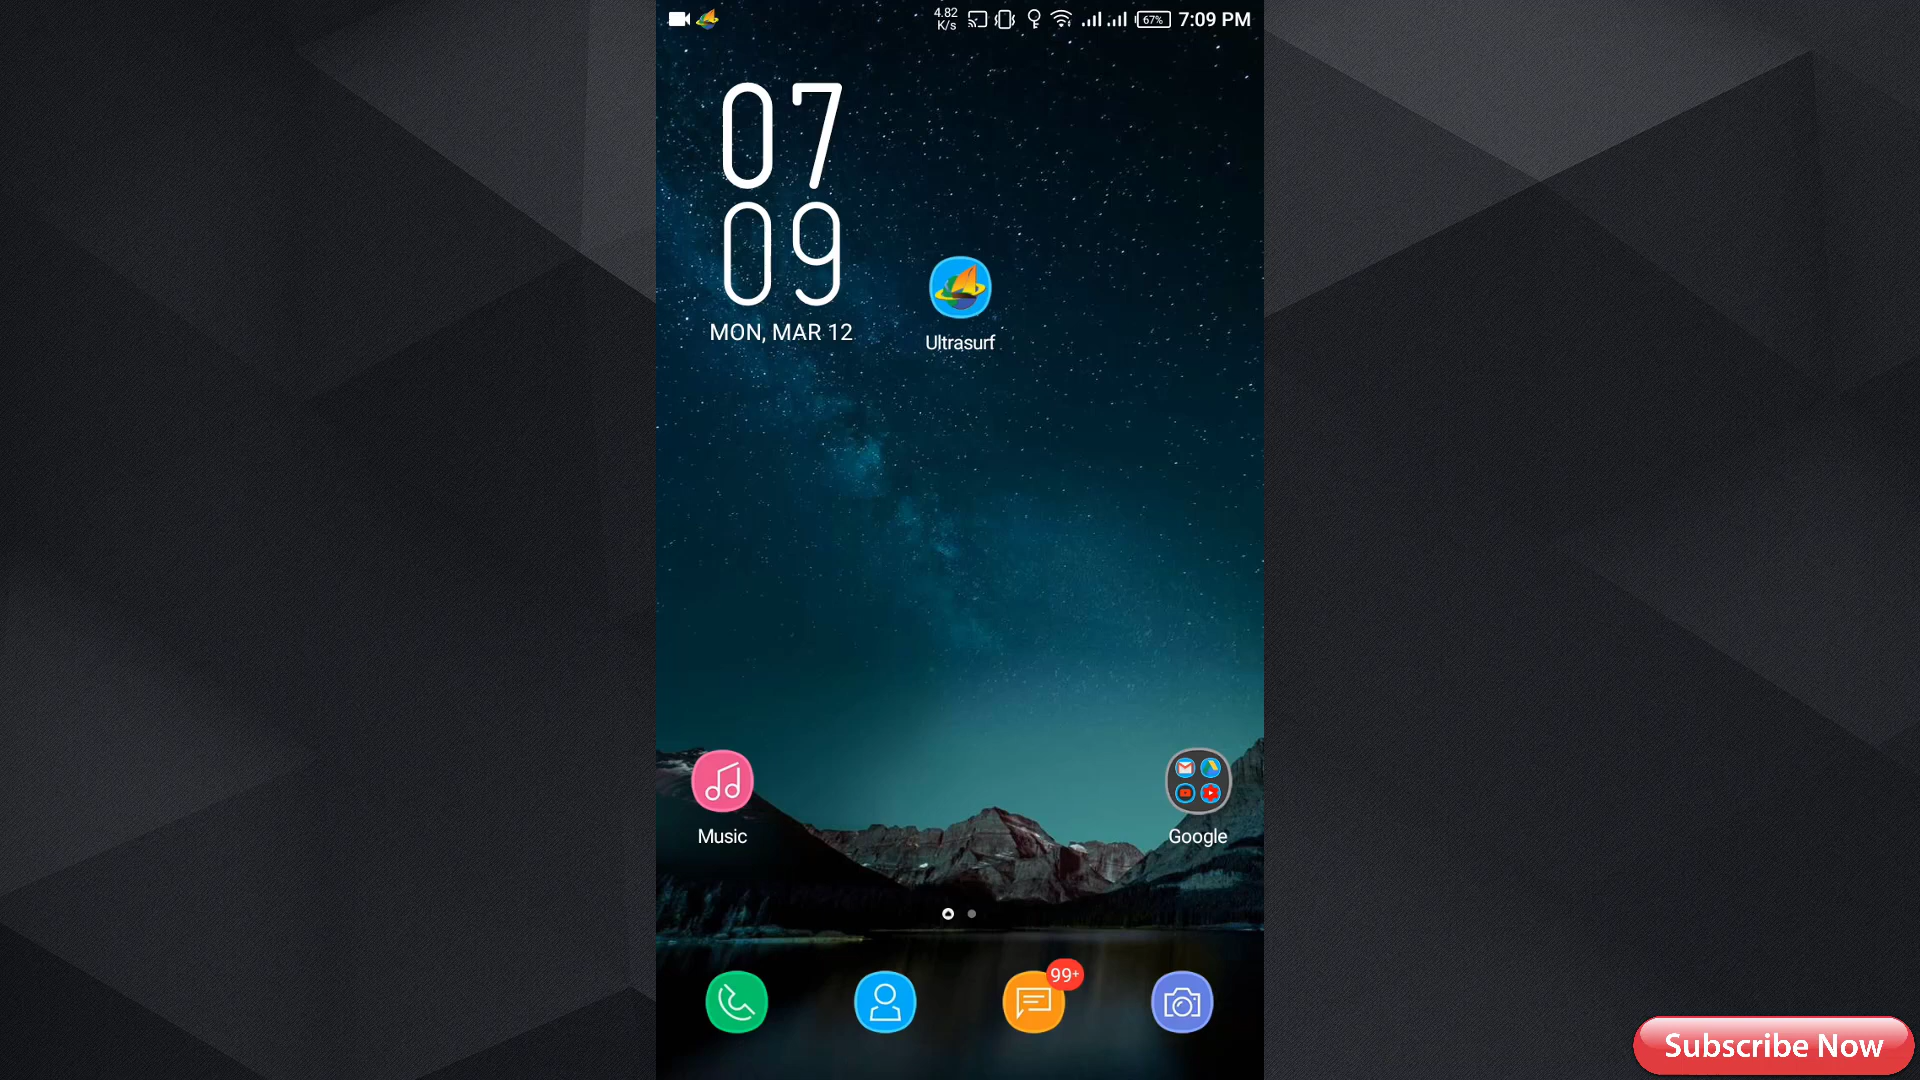 4.82
K/s
67%
7:09 PM
07
09
MON, MAR 12
Ultrasurf
Music
Google
99+
Subscribe Now